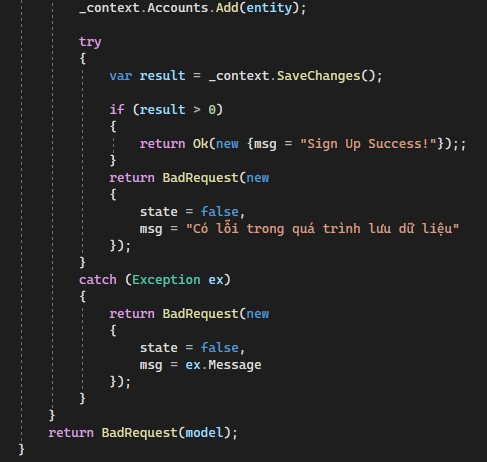 _context.Accounts.Add(entity);
try
{
var result = _context.SaveChanges();
if (result > 0)
{
return Ok(new {msg = "Sign Up Success!"});;
}
return BadRequest(new
{
state = false,
msg = "Có lỗi trong quá trình lưu dữ liệu"
});
}
catch (Exception ex)
{
return BadRequest(new
{
state = false,
msg = ex.Message
});
}
}
return BadRequest(model);
}